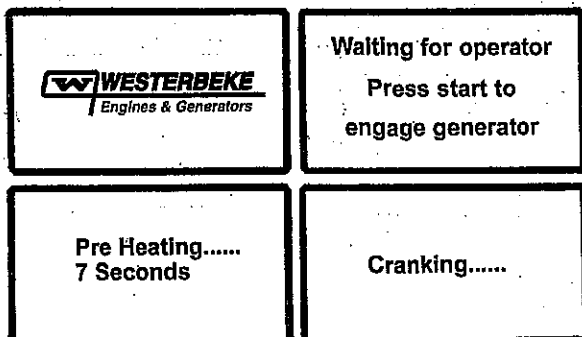 WESTERBEKE
Engines & Generators
Waiting for operator
Press start to
engage generator
Pre Heating......
7 Seconds
Cranking......